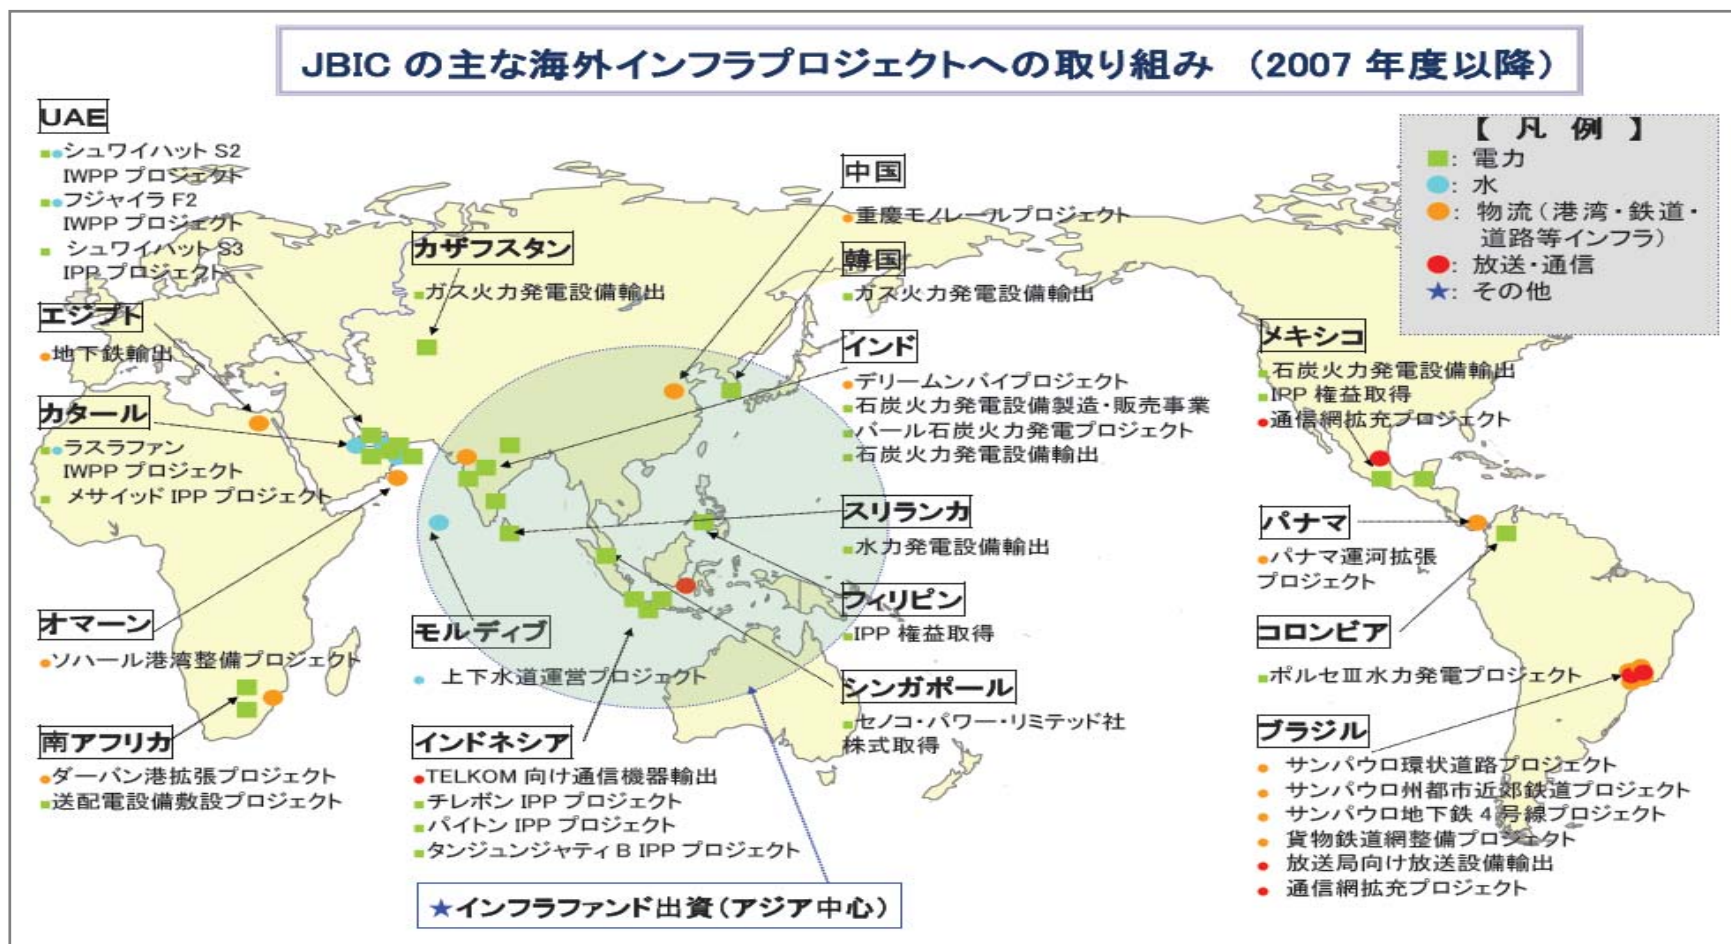 JBIC の主な海外インフラプロジェクトへの取り組み （2007 年度以降）
UAE
シュワイハット S2
IWPP プロジェクト
フジャイラ F2
IWPP プロジェクト
シュワイハット S3
IPP プロジェクト
エジプト
地下鉄輸出
カタール
ラスラファン
IWPP プロジェクト
メサイッド IPP プロジェクト
オマーン
ソハール港湾整備プロジェクト
南アフリカ
ダーバン港拡張プロジェクト
送配電設備敷設プロジェクト
カザフスタン
ガス火力発電設備輸出
モルディブ
上下水道運営プロジェクト
インドネシア
TELKOM 向け通信機器輸出
チレボン IPP プロジェクト
パイトン IPP プロジェクト
タンジュンジャティ B IPP プロジェクト
★インフラファンド出資（アジア中心）
中国
重慶モノレールプロジェクト
韓国
ガス火力発電設備輸出
インド
デリームンバイプロジェクト
石炭火力発電設備製造・販売事業
バール石炭火力発電プロジェクト
石炭火力発電設備輸出
スリランカ
水力発電設備輸出
フィリピン
IPP 権益取得
シンガポール
セノコ・パワー・リミテッド社
株式取得
【 凡 例 】
■: 電力
●: 水
●: 物流（港湾・鉄道・
道路等インフラ）
●: 放送・通信
★: その他
メキシコ
石炭火力発電設備輸出
IPP 権益取得
通信網拡充プロジェクト
パナマ
パナマ運河拡張
プロジェクト
コロンビア
ポルセⅢ水力発電プロジェクト
ブラジル
サンパウロ環状道路プロジェクト
サンパウロ州都市近郊鉄道プロジェクト
サンパウロ地下鉄 4 号線プロジェクト
貨物鉄道網整備プロジェクト
放送局向け放送設備輸出
通信網拡充プロジェクト